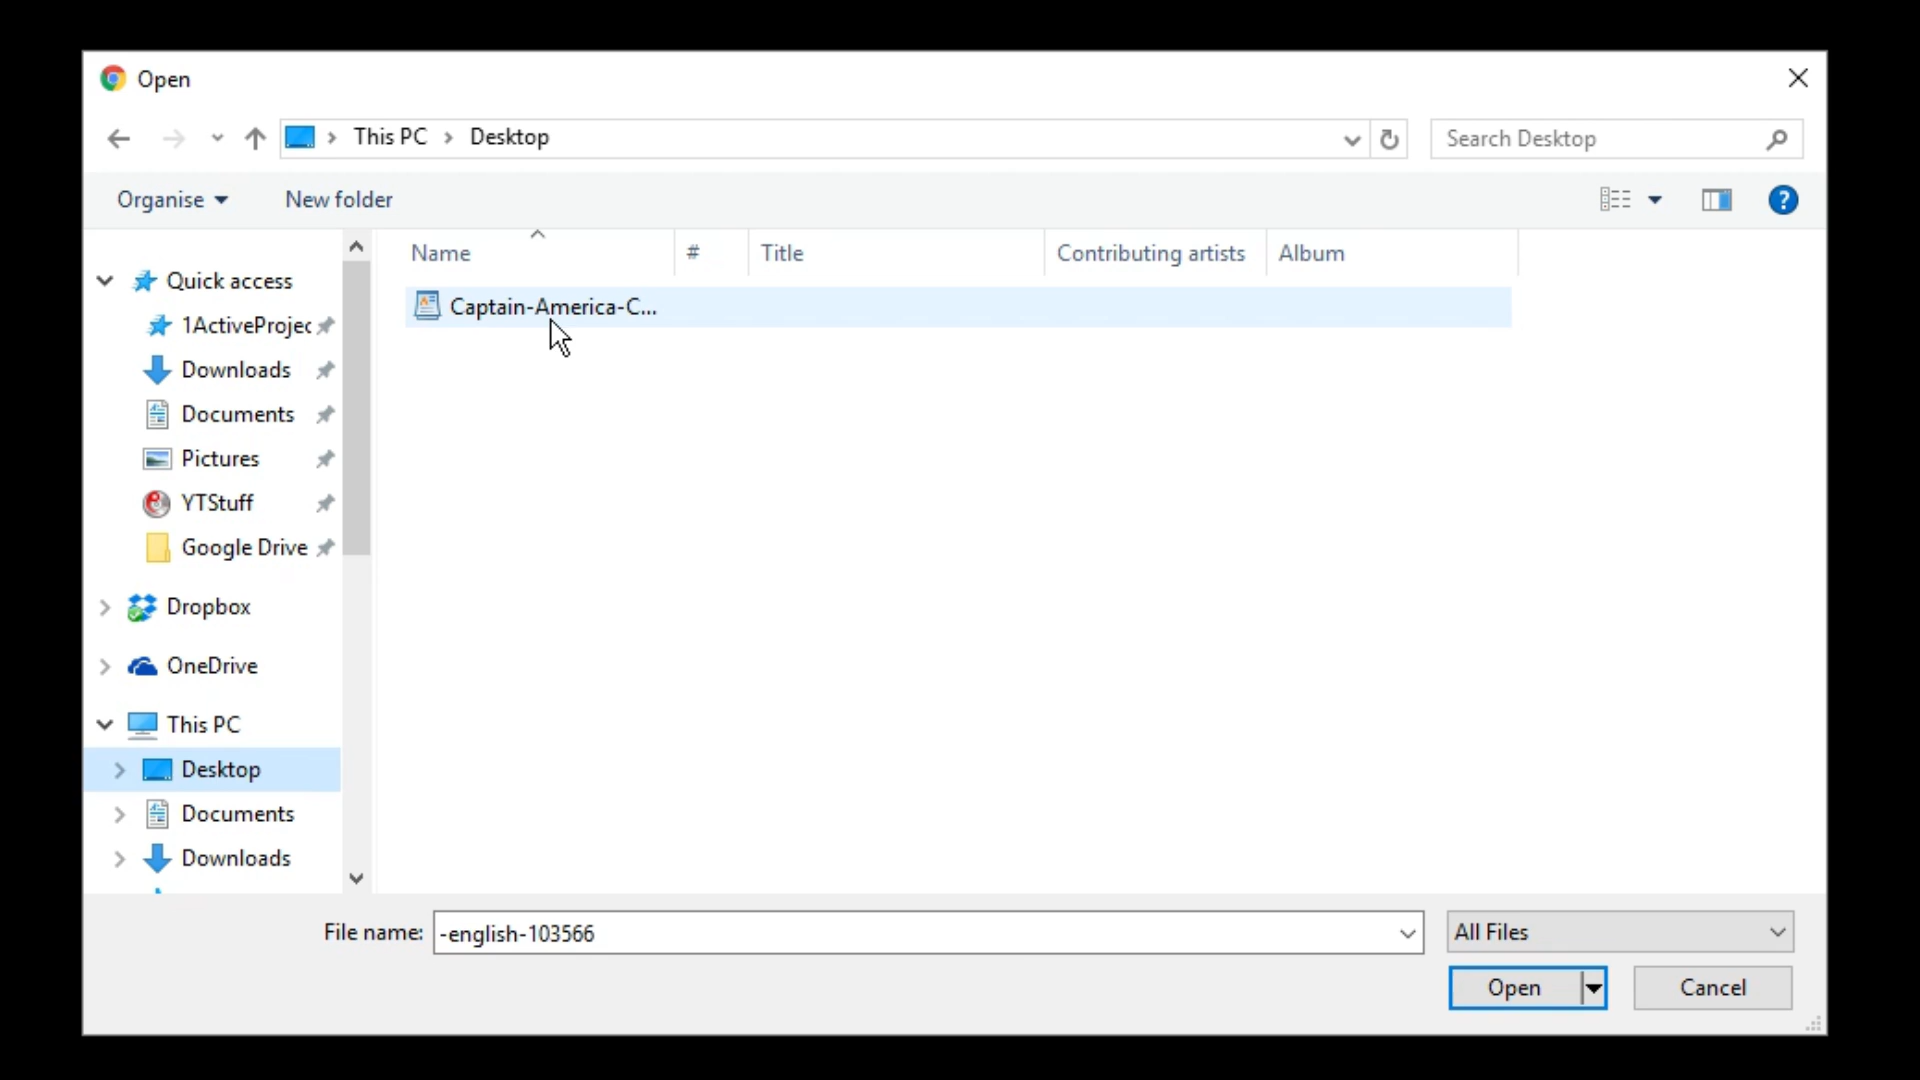 Open
This PC Desktop
Search Desktop
Organise New folder
Name # Title Contributing artists Album
Captain-America-C...
Quick access
1ActiveProjec
Downloads
Documents
Pictures
YTStuff
Google Drive
Dropbox
OneDrive
This PC
Desktop
Documents
Downloads
File name: -english-103566
All Files
Open Cancel